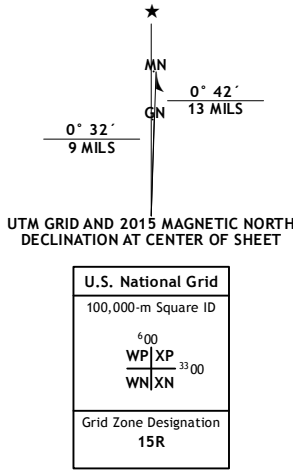 ★
MN
0° 42´
13 MILS
GN
0° 32´
9 MILS
UTM GRID AND 2015 MAGNETIC NORTH
DECLINATION AT CENTER OF SHEET
U.S. National Grid
100,000-m Square ID
⁶00
WP XP
³³00
WN XN
Grid Zone Designation
15R